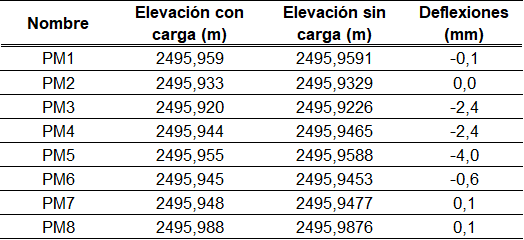 Nombre Elevación con carga (m) Elevación sin carga (m) Deflexiones (mm)
PM1 2495,959 2495,9591 -0,1
PM2 2495,933 2495,9329 0,0
PM3 2495,920 2495,9226 -2,4
PM4 2495,944 2495,9465 -2,4
PM5 2495,955 2495,9588 -4,0
PM6 2495,945 2495,9453 -0,6
PM7 2495,948 2495,9477 0,1
PM8 2495,988 2495,9876 0,1